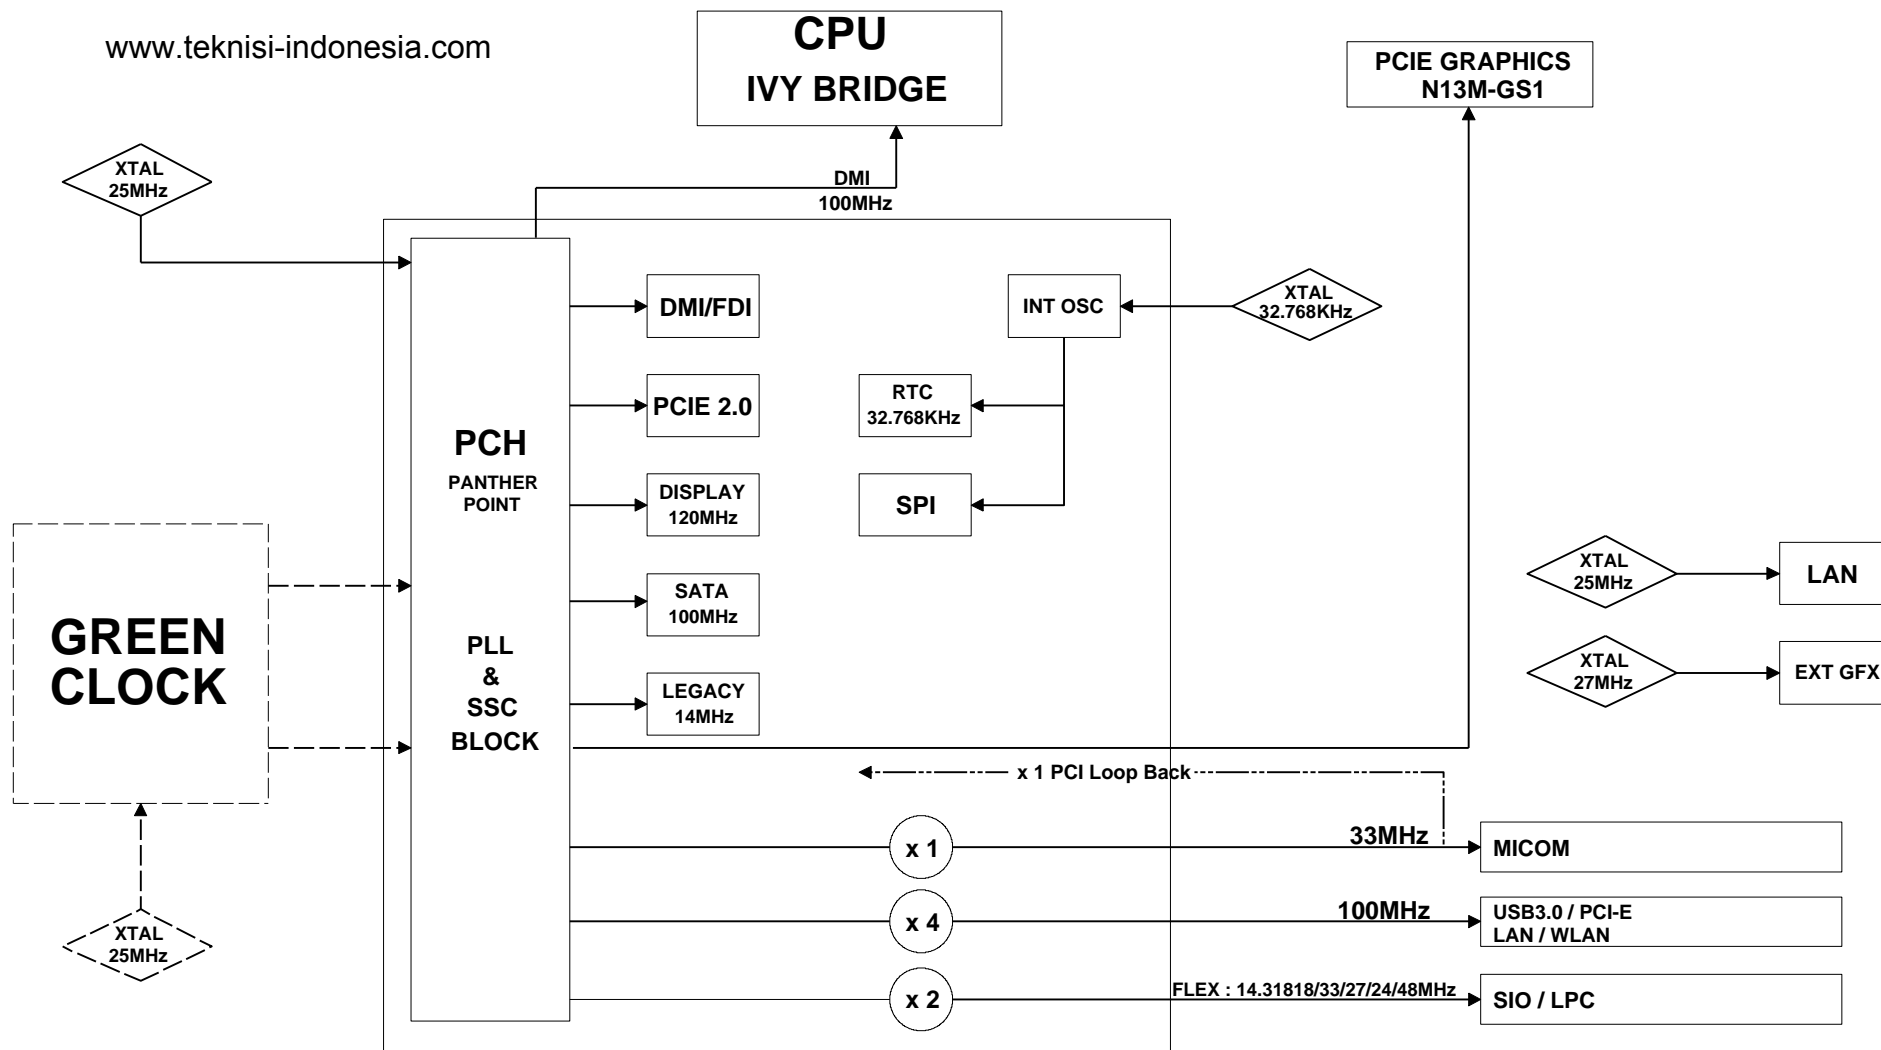 www.teknisi-indonesia.com
CPU
IVY BRIDGE
PCIE GRAPHICS
N13M-GS1
XTAL
25MHz
DMI
100MHz
DMI/FDI
INT OSC
XTAL
32.768KHz
PCIE 2.0
RTC
32.768KHz
PCH
PANTHER
POINT
DISPLAY
120MHz
SPI
XTAL
25MHz
LAN
GREEN
CLOCK
SATA
100MHz
PLL
&
SSC
BLOCK
XTAL
27MHz
EXT GFX
LEGACY
14MHz
x 1 PCI Loop Back
x 1
33MHz
MICOM
x 4
100MHz
USB3.0 / PCI-E
LAN / WLAN
XTAL
25MHz
x 2
FLEX : 14.31818/33/27/24/48MHz
SIO / LPC